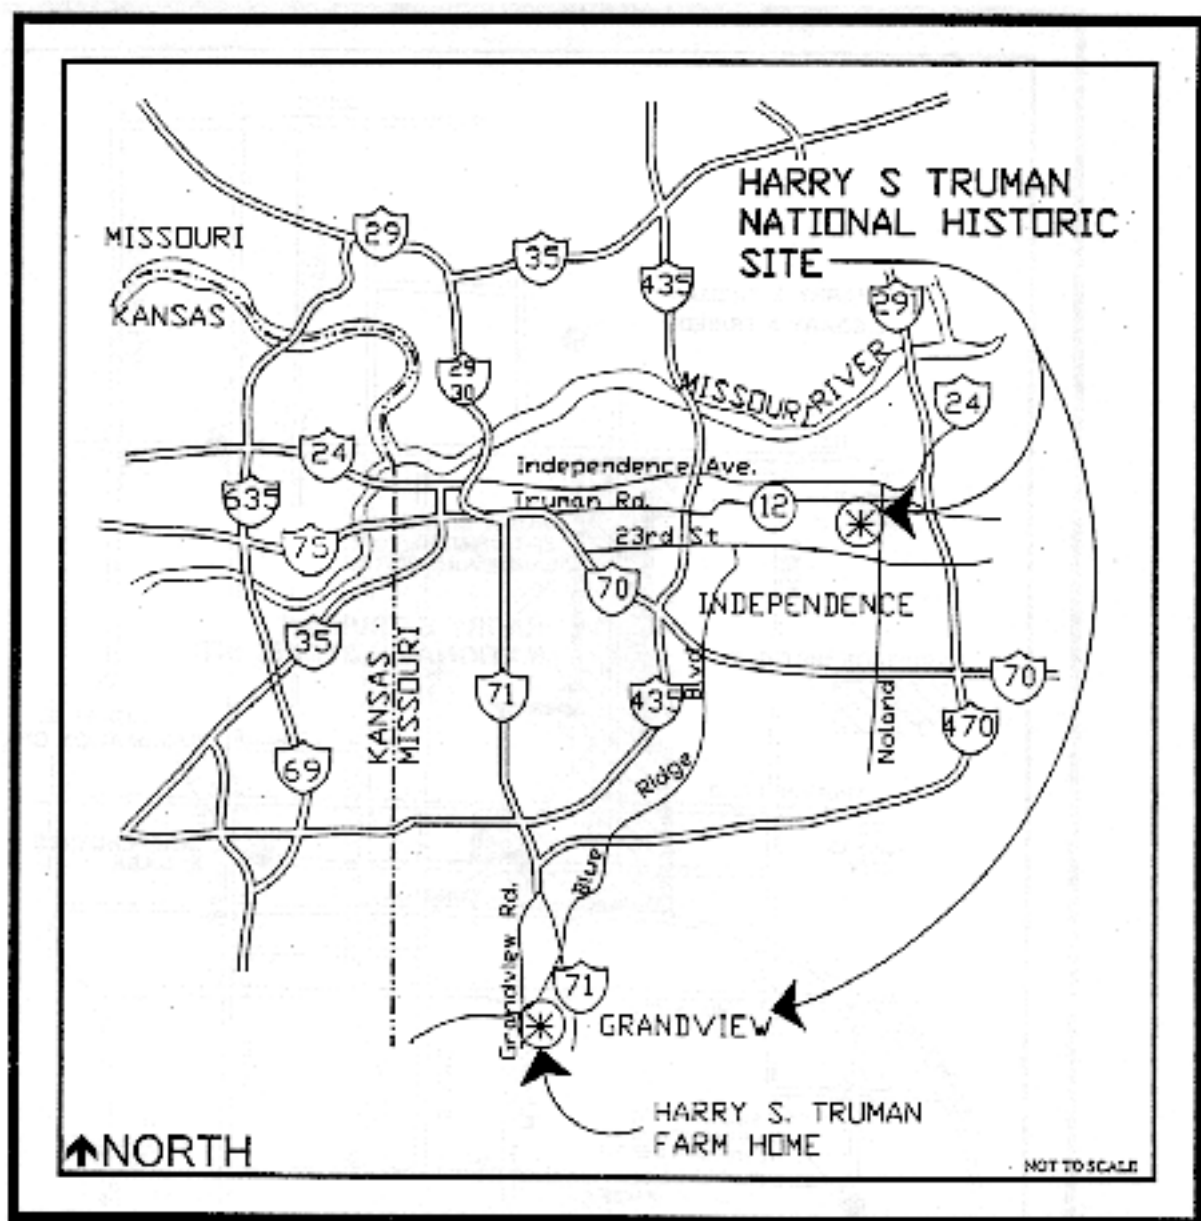 HARRY S TRUMAN
NATIONAL HISTORIC
SITE
29
35
435
291
MISSOURI
KANSAS
MISSOURI RIVER
29
30
24
24
Independence Ave.
635
Truman Rd.
12
75
23rd St
70
INDEPENDENCE
35
KANSAS
MISSOURI
71
435
Blvd.
70
Noland
470
69
Ridge
Blue
Grandview Rd.
71
GRANDVIEW
HARRY S. TRUMAN
FARM HOME
NORTH
NOT TO SCALE